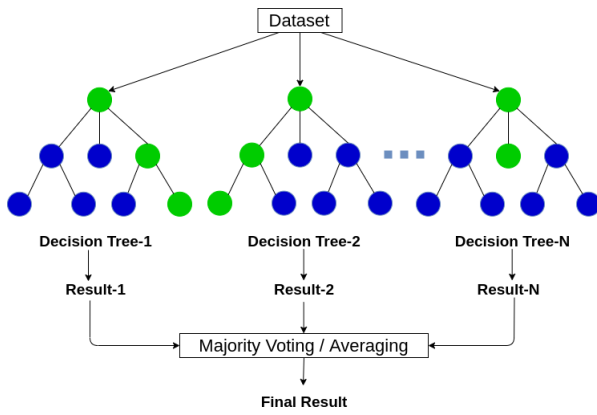 Dataset
Decision Tree-1
Decision Tree-2
Decision Tree-N
Result-1
Result-2
Result-N
Majority Voting / Averaging
Final Result